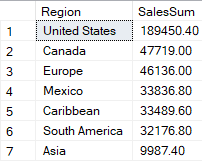 Region SalesSum
1 United States 189450.40
2 Canada 47719.00
3 Europe 46136.00
4 Mexico 33836.80
5 Caribbean 33489.60
6 South America 32176.80
7 Asia 9987.40